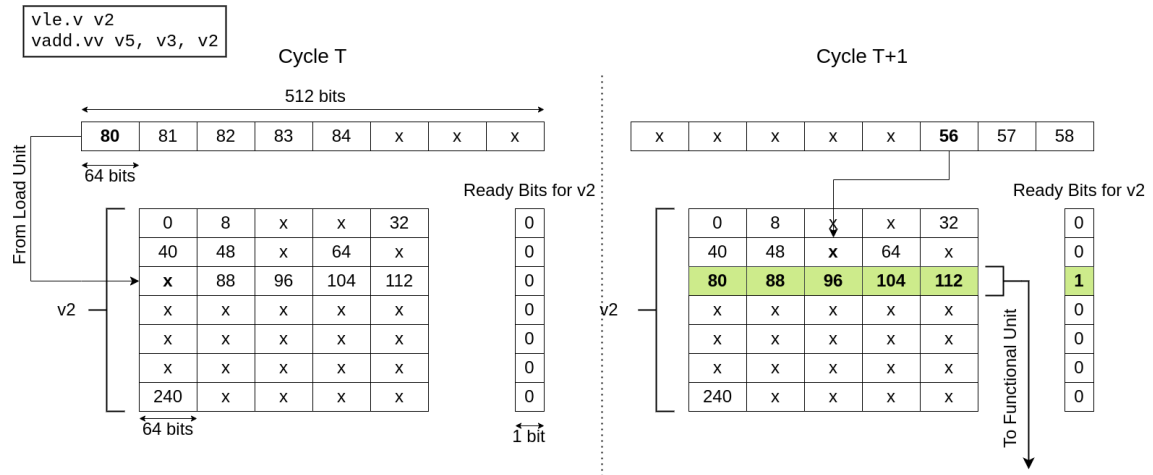 vle.v v2
vadd.vv v5, v3, v2
Cycle T
512 bits
80 81 82 83 84 x x x
64 bits
From Load Unit
Ready Bits for v2
0 8 x x 32 0
40 48 x 64 x 0
x 88 96 104 112 0
v2
x x x x x 0
x x x x x 0
x x x x x 0
240 x x x x 0
64 bits
1 bit
Cycle T+1
x x x x x 56 57 58
Ready Bits for v2
0 8 x x 32 0
40 48 x 64 x 0
80 88 96 104 112 1
v2
x x x x x 0
x x x x x 0
x x x x x 0
240 x x x x 0
To Functional Unit